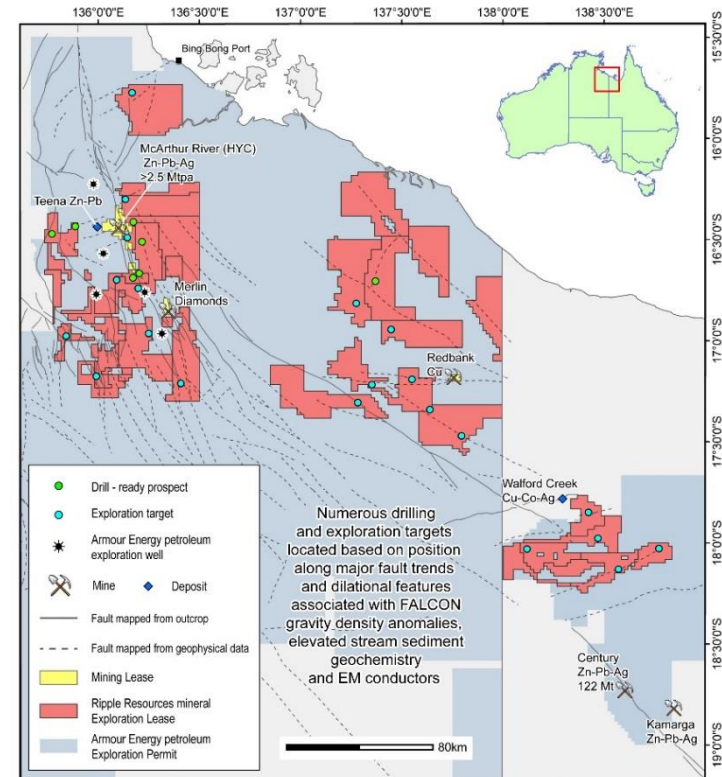 136°0'0"E
136°30'0"E
137°0'0"E
137°30'0"E
138°0'0"E
138°30'0"E
15°30'0"S
16°0'0"S
16°30'0"S
17°0'0"S
17°30'0"S
18°0'0"S
18°30'0"S
19°0'0"S
Bing Bong Port
McArthur River (HYC)
Zn-Pb-Ag
>2.5 Mtpa
Teena Zn-Pb
Merlin
Diamonds
Redbank
Cu
Walford Creek
Cu-Co-Ag
Century
Zn-Pb-Ag
122 Mt
Kamarga
Zn-Pb-Ag
Numerous drilling
and exploration targets
located based on position
along major fault trends
and dilational features
associated with FALCON
gravity density anomalies,
elevated stream sediment
geochemistry
and EM conductors
Drill - ready prospect
Exploration target
Armour Energy petroleum
exploration well
Mine
Deposit
Fault mapped from outcrop
Fault mapped from geophysical data
Mining Lease
Ripple Resources mineral
Exploration Lease
Armour Energy petroleum
Exploration Permit
80km